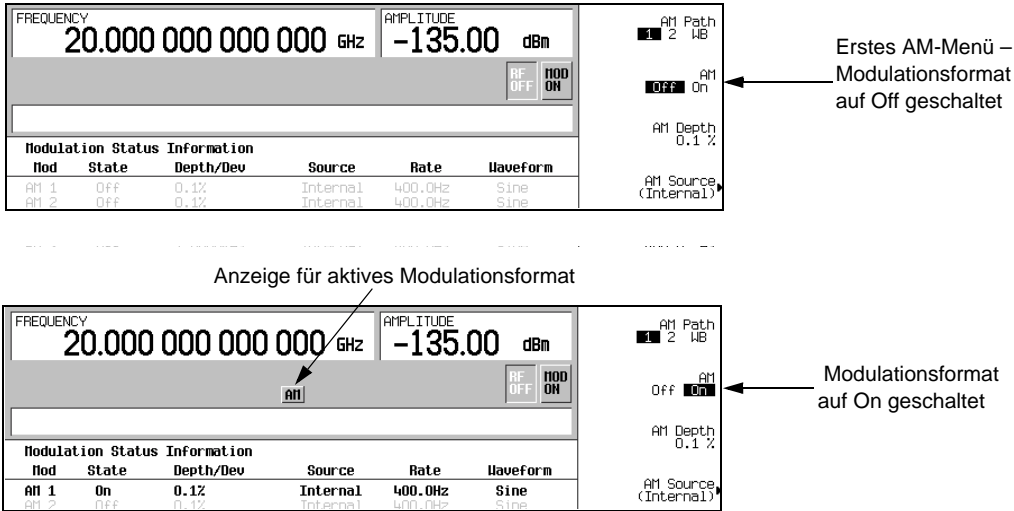 FREQUENCY
20.000 000 000 000 GHz
AMPLITUDE
-135.00 dBm
RF OFF
MOD ON
Modulation Status Information
Mod State Depth/Dev Source Rate Waveform
AM 1 Off 0.1% Internal 400.0Hz Sine
AM 2 Off 0.1% Internal 400.0Hz Sine
AM Path
1 2 WB
AM
Off On
AM Depth
0.1 %
AM Source
(Internal)
Erstes AM-Menü –
Modulationsformat
auf Off geschaltet
Anzeige für aktives Modulationsformat
FREQUENCY
20.000 000 000 000 GHz
AMPLITUDE
-135.00 dBm
AM
RF OFF
MOD ON
Modulation Status Information
Mod State Depth/Dev Source Rate Waveform
AM 1 On 0.1% Internal 400.0Hz Sine
AM 2 Off 0.1% Internal 400.0Hz Sine
AM Path
1 2 WB
AM
Off On
AM Depth
0.1 %
AM Source
(Internal)
Modulationsformat
auf On geschaltet